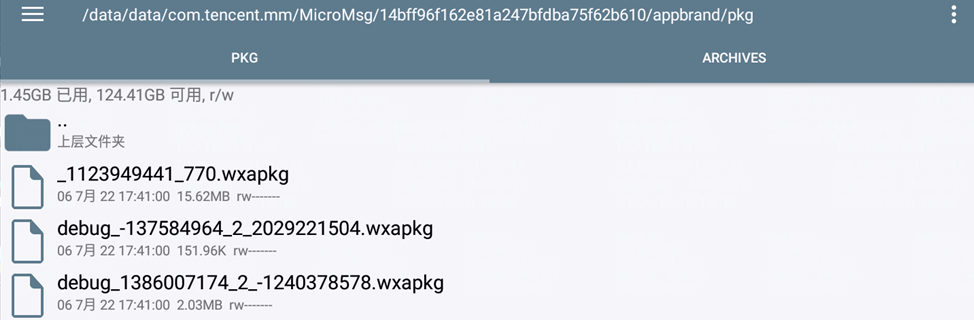 /data/data/com.tencent.mm/MicroMsg/14bff96f162e81a247bfdba75f62b610/appbrand/pkg
PKG
ARCHIVES
1.45GB 已用, 124.41GB 可用, r/w
..
上层文件夹
_1123949441_770.wxapkg
06 7月 22 17:41:00 15.62MB rw-------
debug_-137584964_2_2029221504.wxapkg
06 7月 22 17:41:00 151.96K rw-------
debug_1386007174_2_-1240378578.wxapkg
06 7月 22 17:41:00 2.03MB rw-------